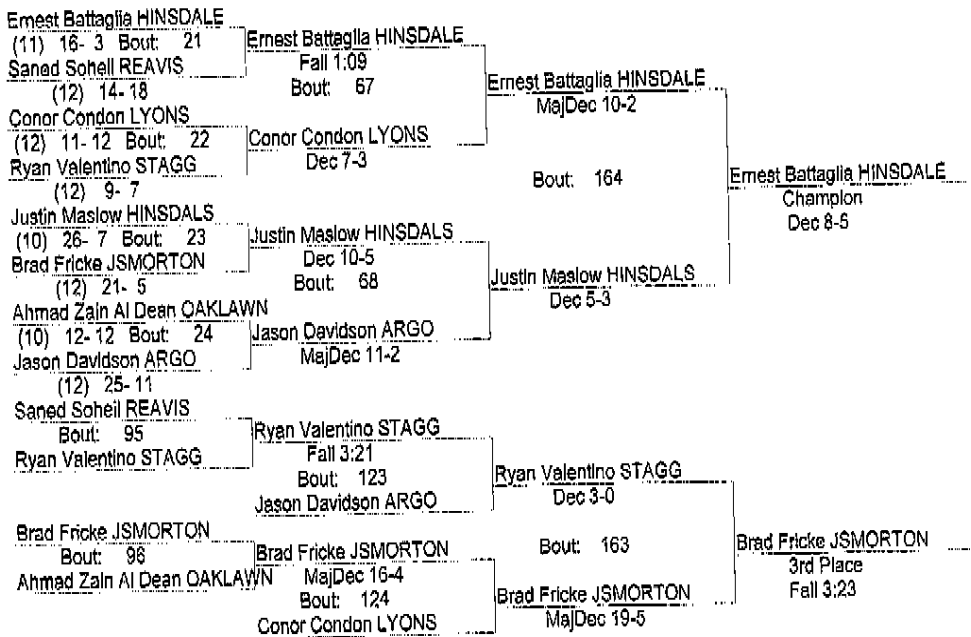 Ernest Battaglia HINSDALE
(11) 16- 3 Bout: 21
Saned Soheil REAVIS
(12) 14- 18
Conor Condon LYONS
(12) 11- 12 Bout: 22
Ryan Valentino STAGG
(12) 9- 7
Justin Maslow HINSDALS
(10) 26- 7 Bout: 23
Brad Fricke JSMORTON
(12) 21- 5
Ahmad Zain Al Dean OAKLAWN
(10) 12- 12 Bout: 24
Jason Davidson ARGO
(12) 25- 11
Saned Soheil REAVIS
Bout: 95
Ryan Valentino STAGG
Brad Fricke JSMORTON
Bout: 96
Ahmad Zain Al Dean OAKLAWN
Ernest Battaglia HINSDALE
Fall 1:09
Bout: 67
Conor Condon LYONS
Dec 7-3
Justin Maslow HINSDALS
Dec 10-5
Bout: 68
Jason Davidson ARGO
MajDec 11-2
Ryan Valentino STAGG
Fall 3:21
Bout: 123
Jason Davidson ARGO
Brad Fricke JSMORTON
MajDec 16-4
Bout: 124
Conor Condon LYONS
Ernest Battaglia HINSDALE
MajDec 10-2
Bout: 164
Justin Maslow HINSDALS
Dec 5-3
Ryan Valentino STAGG
Dec 3-0
Bout: 163
Brad Fricke JSMORTON
MajDec 19-5
Ernest Battaglia HINSDALE
Champion
Dec 8-5
Brad Fricke JSMORTON
3rd Place
Fall 3:23